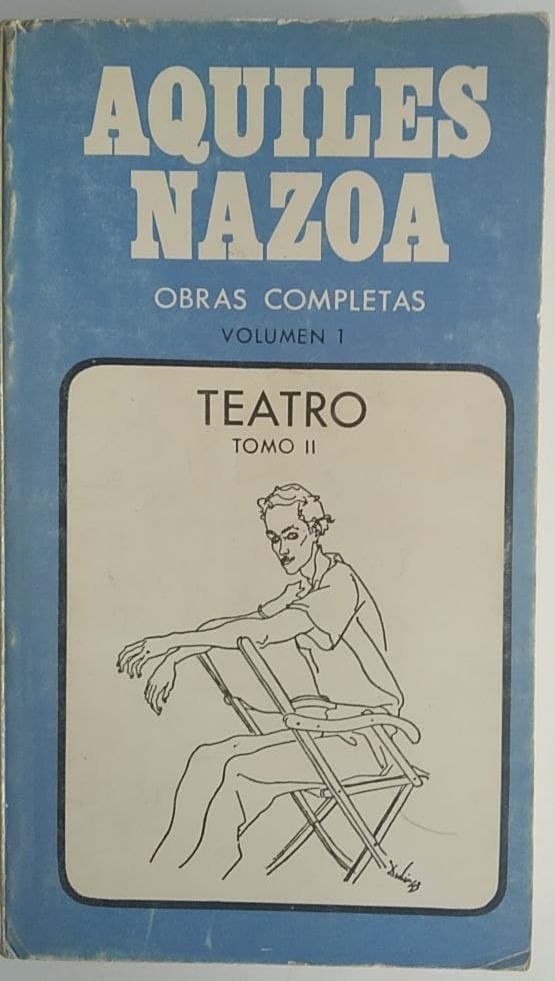 AQUILES
NAZOA
OBRAS COMPLETAS
VOLUMEN 1
TEATRO
TOMO II